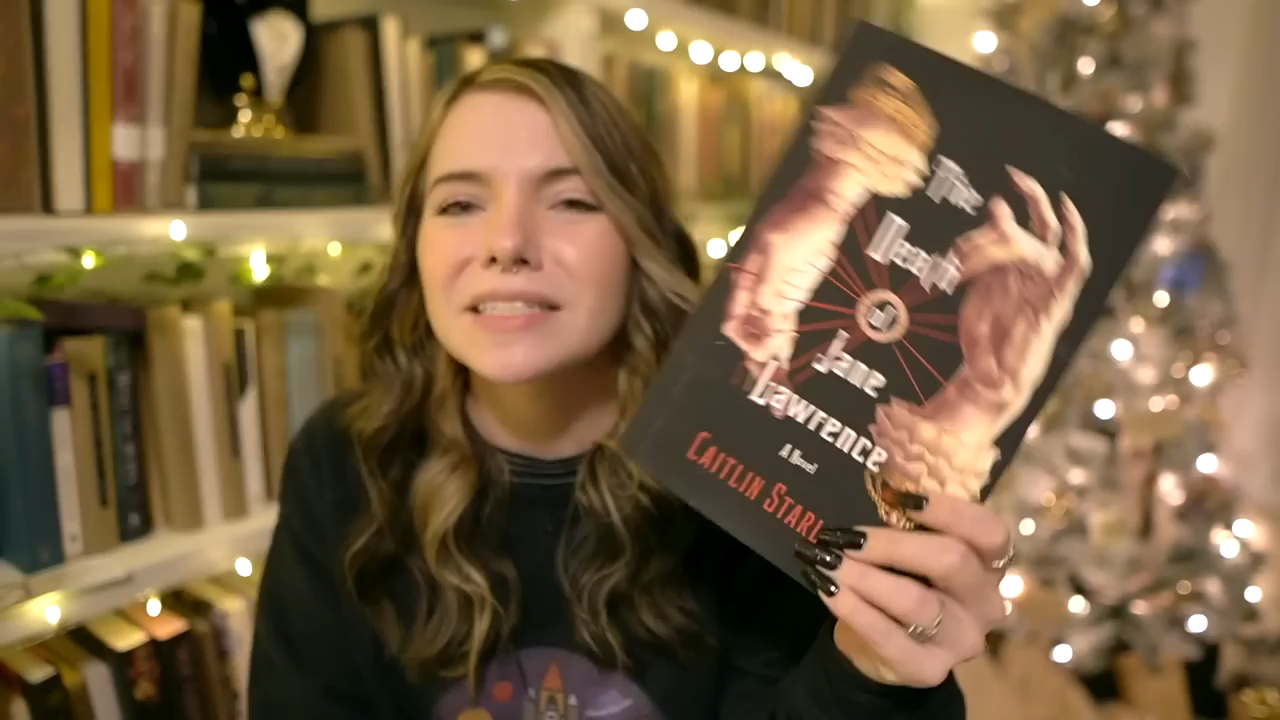 The
Death
of
Jane
Lawrence
A Novel
CAITLIN STARL